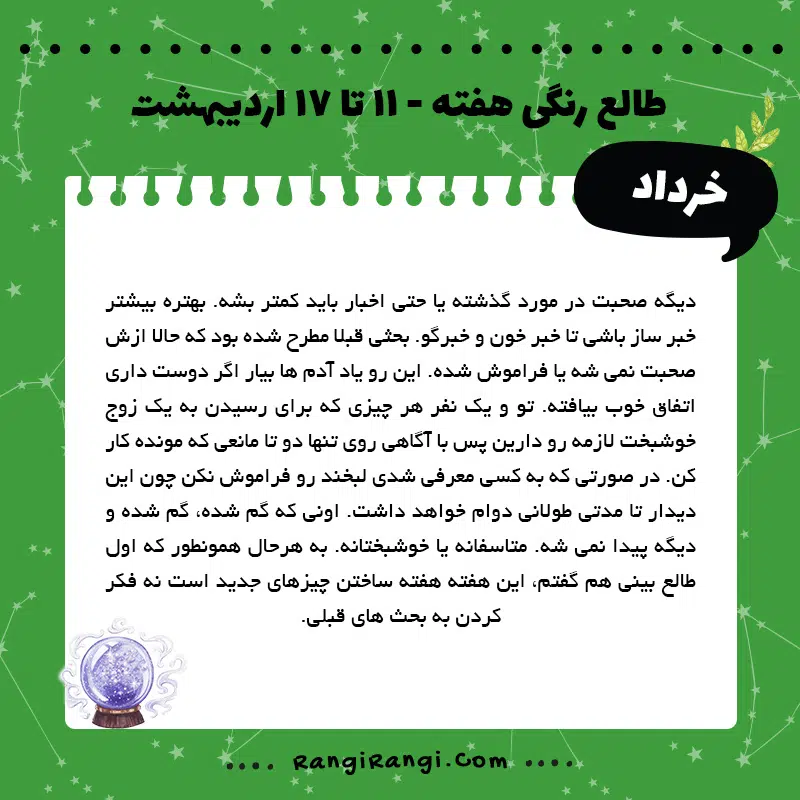 طالع رنگی هفته - ۱۱ تا ۱۷ اردیبهشت
خرداد
دیگه صحبت در مورد گذشته یا حتی اخبار باید کمتر بشه. بهتره بیشتر
خبر ساز باشی تا خبر خون و خبرگو. بحثی قبلا مطرح شده بود که حالا ازش
صحبت نمی شه یا فراموش شده. این رو یاد آدم ها بیار اگر دوست داری
اتفاق خوب بیافته. تو و یک نفر هر چیزی که برای رسیدن به یک زوج
خوشبخت لازمه رو دارین پس با آگاهی روی تنها دو تا مانعی که مونده کار
کن. در صورتی که به کسی معرفی شدی لبخند رو فراموش نکن چون این
دیدار تا مدتی طولانی دوام خواهد داشت. اونی که گم شده، گم شده و
دیگه پیدا نمی شه. متاسفانه یا خوشبختانه. به هرحال همونطور که اول
طالع بینی هم گفتم، این هفته هفته ساختن چیزهای جدید است نه فکر
کردن به بحث های قبلی.
.... RangiRangi.Com ....